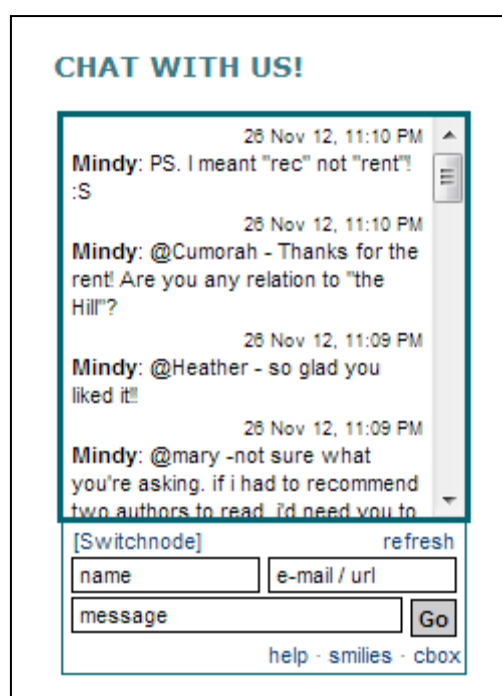 CHAT WITH US!
26 Nov 12, 11:10 PM
Mindy: PS. I meant "rec" not "rent"!
:S
26 Nov 12, 11:10 PM
Mindy: @Cumorah - Thanks for the
rent! Are you any relation to "the
Hill"?
26 Nov 12, 11:09 PM
Mindy: @Heather - so glad you
liked it!!
26 Nov 12, 11:09 PM
Mindy: @mary -not sure what
you're asking. if i had to recommend
two authors to read, i'd need you to
[Switchnode] refresh
name e-mail / url
message Go
help · smilies · cbox